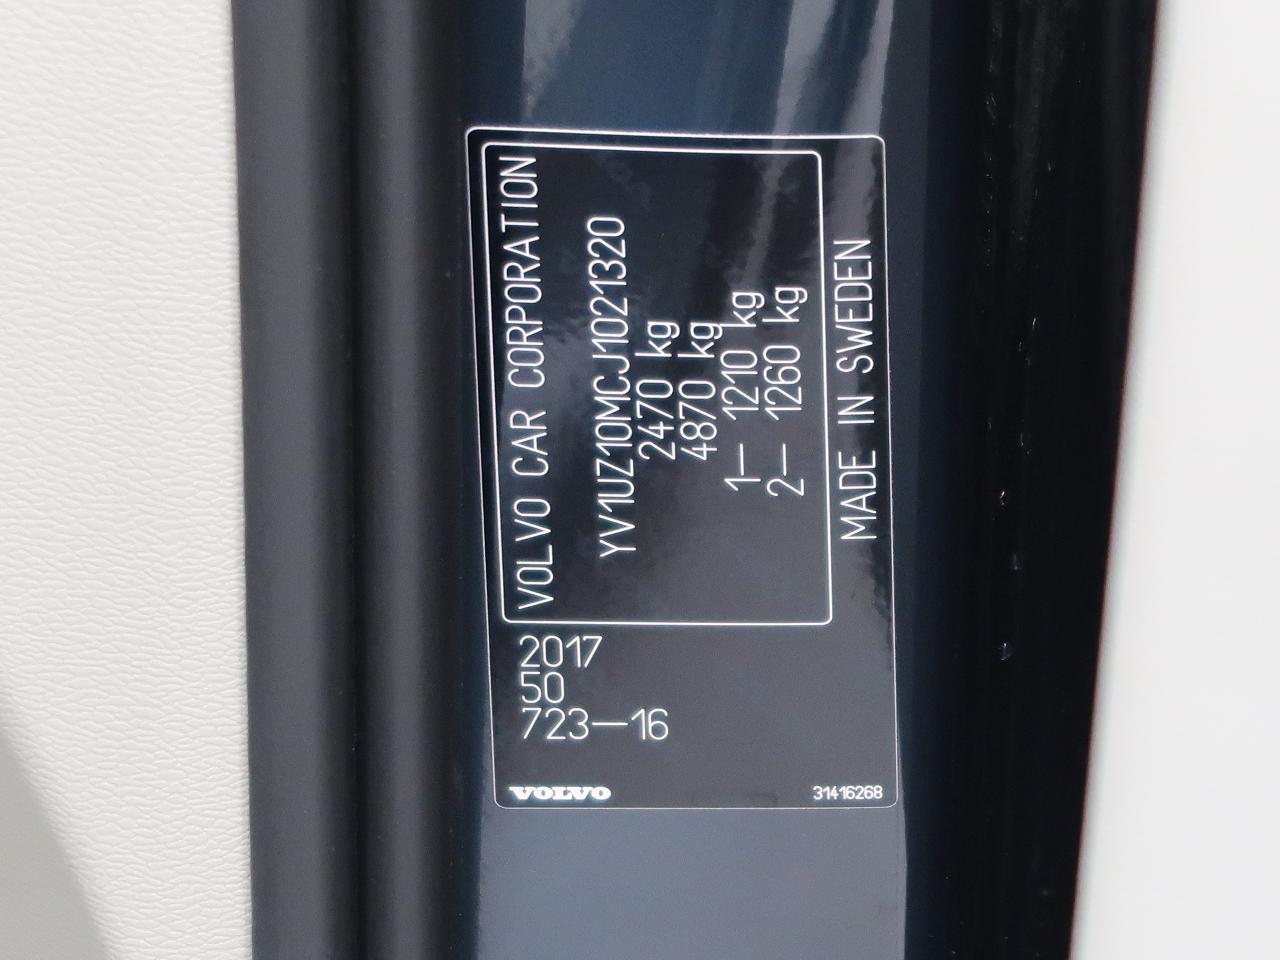 VOLVO CAR CORPORATION
YV1UZ10MCJ1021320
2470 kg
4870 kg
1– 1210 kg
2– 1260 kg
MADE IN SWEDEN
2017
50
723–16
VOLVO
31416268